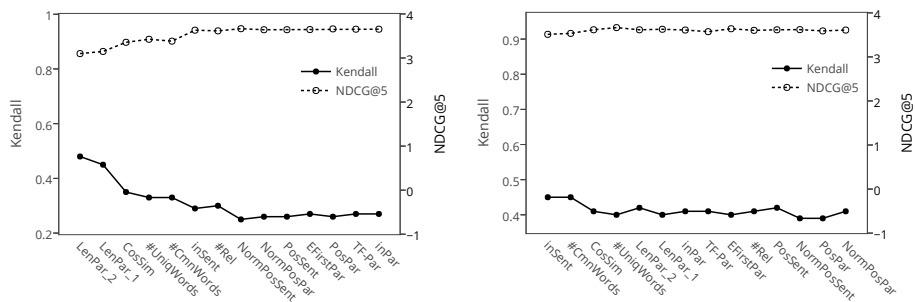 1
0.8
0.6
0.4
0.2
Kendall
4
3
2
1
0
−1
NDCG@5
Kendall
NDCG@5
LenPar_2
LenPar_1
CosSim
#UniqWords
#CmnWords
inSent
#Rel
NormPosSent
NormPosPar
PosSent
EFirstPar
PosPar
TF-Par
inPar
0.9
0.8
0.7
0.6
0.5
0.4
Kendall
4
3
2
1
0
−1
NDCG@5
Kendall
NDCG@5
inSent
#CmnWords
CosSim
#UniqWords
LenPar_2
LenPar_1
inPar
TF-Par
EFirstPar
#Rel
PosSent
NormPosSent
PosPar
NormPosPar